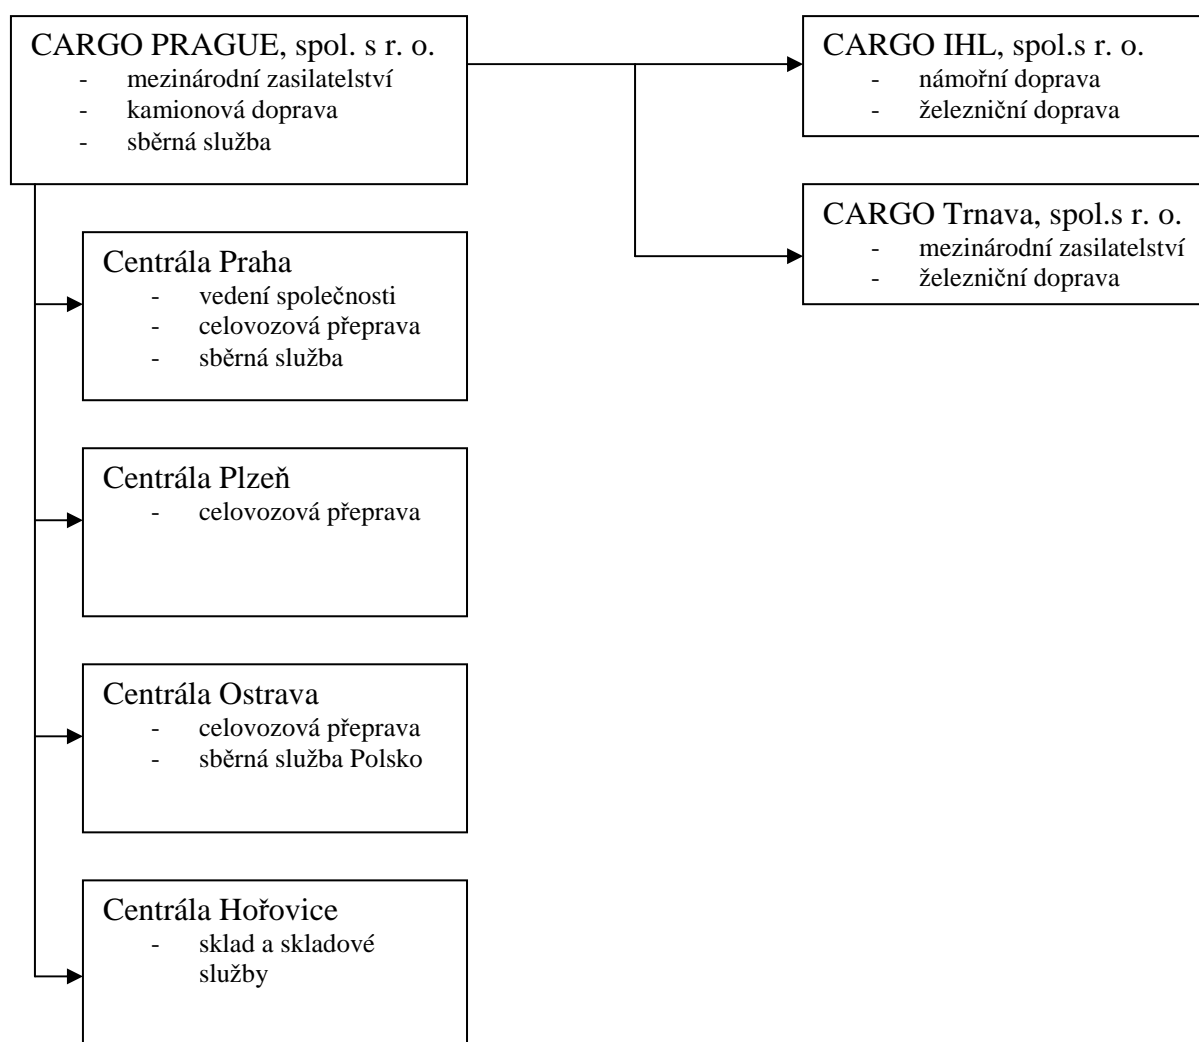 CARGO PRAGUE, spol. s r. o.
- mezinárodní zasilatelství
- kamionová doprava
- sběrná služba
CARGO IHL, spol.s r. o.
- námořní doprava
- železniční doprava
CARGO Trnava, spol.s r. o.
- mezinárodní zasilatelství
- železniční doprava
Centrála Praha
- vedení společnosti
- celovozová přeprava
- sběrná služba
Centrála Plzeň
- celovozová přeprava
Centrála Ostrava
- celovozová přeprava
- sběrná služba Polsko
Centrála Hořovice
- sklad a skladové
služby